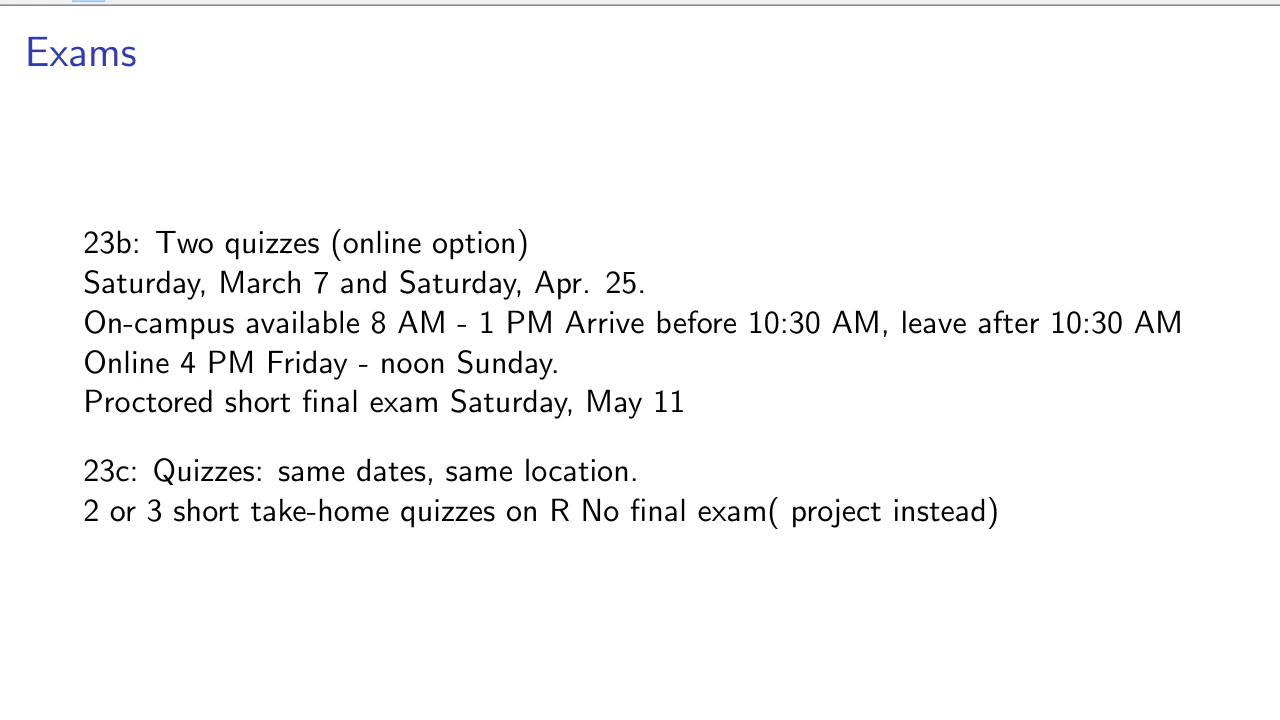 Exams
23b: Two quizzes (online option)
Saturday, March 7 and Saturday, Apr. 25.
On-campus available 8 AM - 1 PM Arrive before 10:30 AM, leave after 10:30 AM
Online 4 PM Friday - noon Sunday.
Proctored short final exam Saturday, May 11
23c: Quizzes: same dates, same location.
2 or 3 short take-home quizzes on R No final exam( project instead)